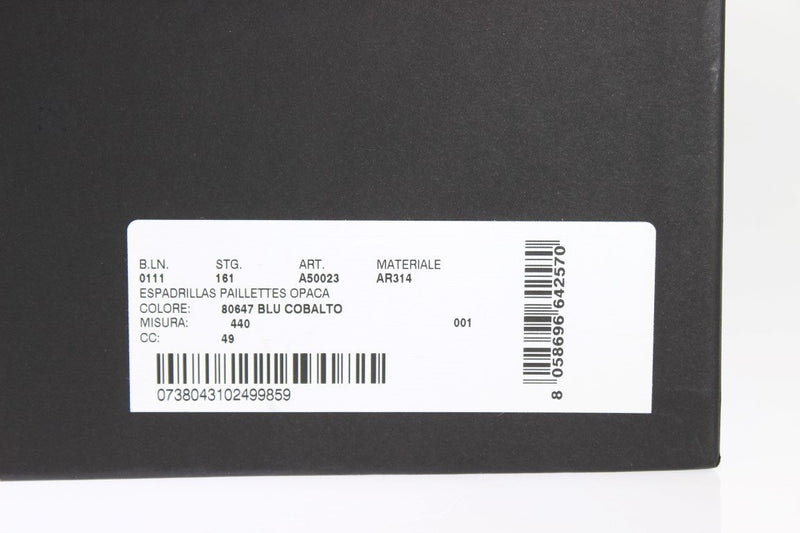 B.LN. STG. ART. MATERIALE
0111 161 A50023 AR314
ESPADRILLAS PAILLETTES OPACA
COLORE: 80647 BLU COBALTO
MISURA: 440 001
CC: 49
0738043102499859
8 058696 642570